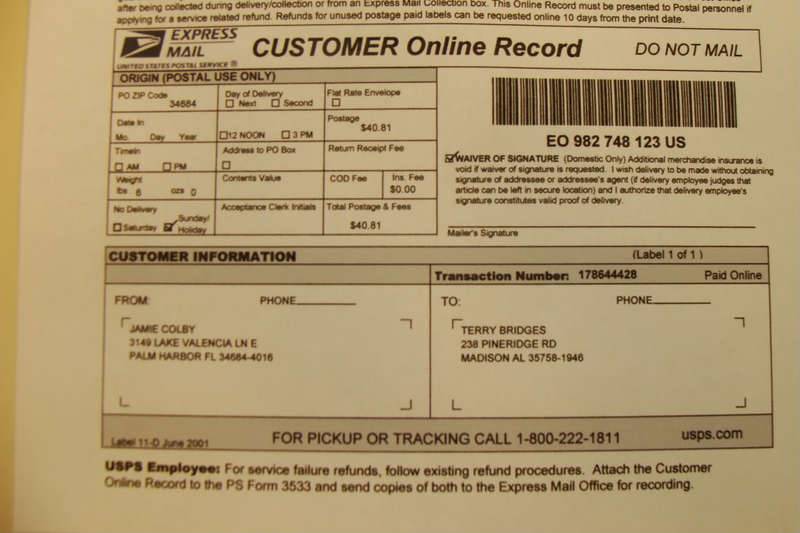 after being collected during delivery/collection or from an Express Mail Collection box. This Online Record must be presented to Postal personnel if
applying for a service related refund. Refunds for unused postage paid labels can be requested online 10 days from the print date.
EXPRESS
MAIL
UNITED STATES POSTAL SERVICE ®
CUSTOMER Online Record
DO NOT MAIL
ORIGIN (POSTAL USE ONLY)
PO ZIP Code
34684
Day of Delivery
Next Second
Flat Rate Envelope
Date In
Mo. Day Year
12 NOON 3 PM
Postage
$40.81
TimeIn
AM PM
Address to PO Box
Return Receipt Fee
Weight
lbs 6 ozs 0
Contents Value
COD Fee
Ins. Fee
$0.00
No Delivery
Saturday Sunday/
Holiday
Acceptance Clerk Initials
Total Postage & Fees
$40.81
EO 982 748 123 US
WAIVER OF SIGNATURE (Domestic Only) Additional merchandise insurance is
void if waiver of signature is requested. I wish delivery to be made without obtaining
signature of addressee or addressee's agent (if delivery employee judges that
article can be left in secure location) and I authorize that delivery employee's
signature constitutes valid proof of delivery.
Mailer's Signature
CUSTOMER INFORMATION
(Label 1 of 1 )
Transaction Number: 178644428 Paid Online
FROM: PHONE
JAMIE COLBY
3149 LAKE VALENCIA LN E
PALM HARBOR FL 34684-4016
TO: PHONE
TERRY BRIDGES
238 PINERIDGE RD
MADISON AL 35758-1946
Label 11-D June 2001
FOR PICKUP OR TRACKING CALL 1-800-222-1811
usps.com
USPS Employee: For service failure refunds, follow existing refund procedures. Attach the Customer
Online Record to the PS Form 3533 and send copies of both to the Express Mail Office for recording.